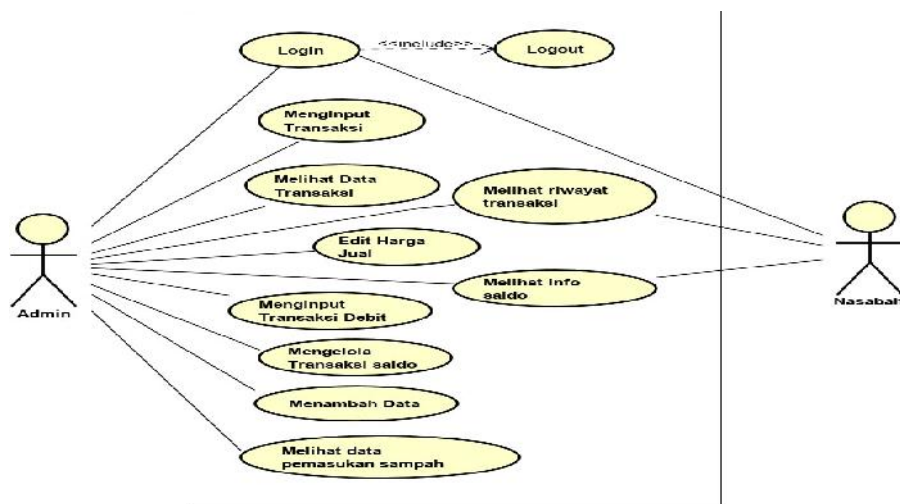 Login
<<include>>
Logout
Menginput
Transaksi
Melihat Data
Transaksi
Melihat riwayat
transaksi
Edit Harga
Jual
Melihat info
saldo
Menginput
Transaksi Debit
Mengelola
Transaksi saldo
Menambah Data
Melihat data
pemasukan sampah
Admin
Nasabah